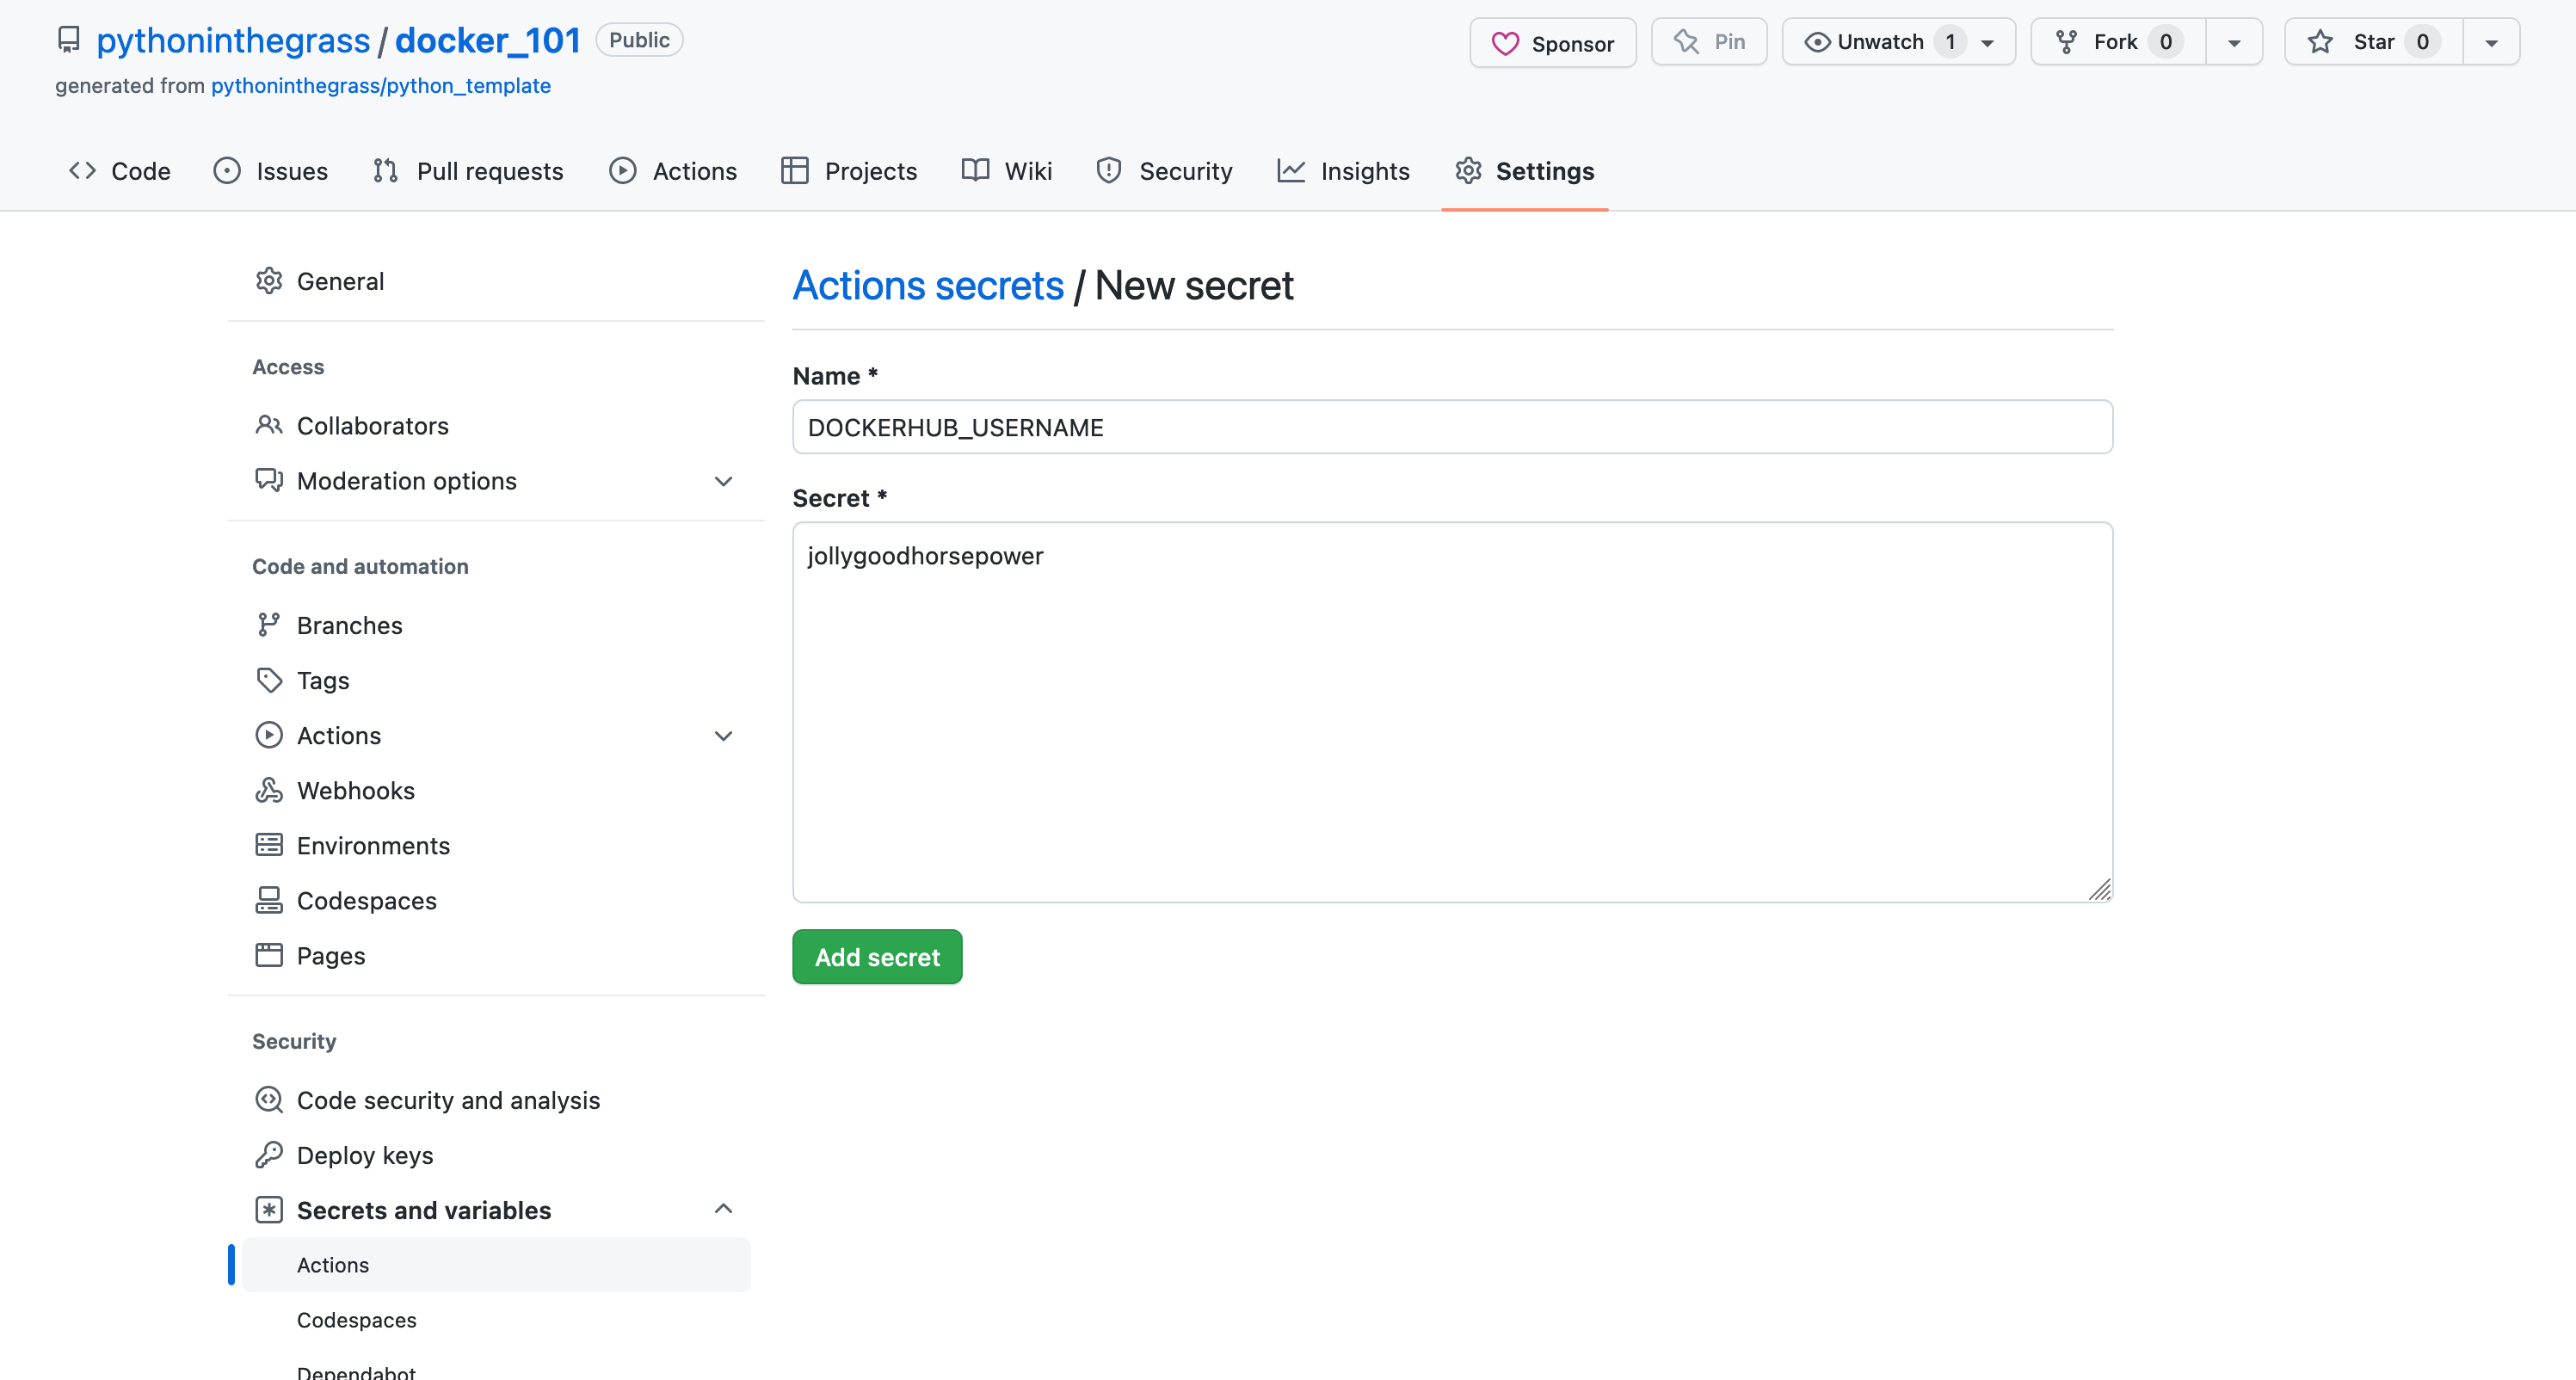 pythoninthegrass / docker_101 Public
Sponsor Pin Unwatch 1 Fork 0 Star 0
generated from pythoninthegrass/python_template
Code Issues Pull requests Actions Projects Wiki Security Insights Settings
General
Access
Collaborators
Moderation options
Code and automation
Branches
Tags
Actions
Webhooks
Environments
Codespaces
Pages
Security
Code security and analysis
Deploy keys
Secrets and variables
Actions
Codespaces
Dependabot
Actions secrets / New secret
Name *
DOCKERHUB_USERNAME
Secret *
jollygoodhorsepower
Add secret